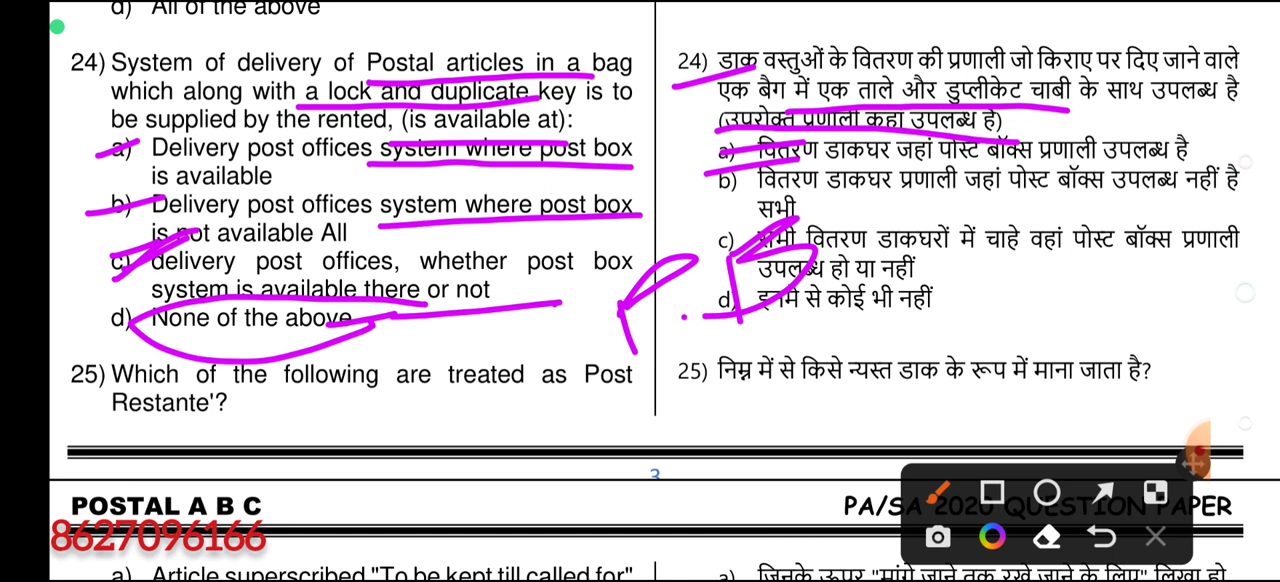 d) All of the above
24) System of delivery of Postal articles in a bag
which along with a lock and duplicate key is to
be supplied by the rented, (is available at):
a) Delivery post offices system where post box
is available
b) Delivery post offices system where post box
is not available All
c) delivery post offices, whether post box
system is available there or not
d) None of the above
25) Which of the following are treated as Post
Restante'?
24) डाक वस्तुओं के वितरण की प्रणाली जो किराए पर दिए जाने वाले
एक बैग में एक ताले और डुप्लीकेट चाबी के साथ उपलब्ध है
(उपरोक्त प्रणाली कहा उपलब्ध है)
a) वितरण डाकघर जहां पोस्ट बॉक्स प्रणाली उपलब्ध है
b) वितरण डाकघर प्रणाली जहां पोस्ट बॉक्स उपलब्ध नहीं है
सभी
c) सभी वितरण डाकघरों में चाहे वहां पोस्ट बॉक्स प्रणाली
उपलब्ध हो या नहीं
d) इनमें से कोई भी नहीं
P.B
25) निम्न में से किसे न्यस्त डाक के रूप में माना जाता है?
3
POSTAL A B C
PA/SA 2020 QUESTION PAPER
8627096166
a) Article superscribed "To be kept till called for"
a) जिनके ऊपर "मांगे जाने तक रखे जाने के लिए" लिखा हो